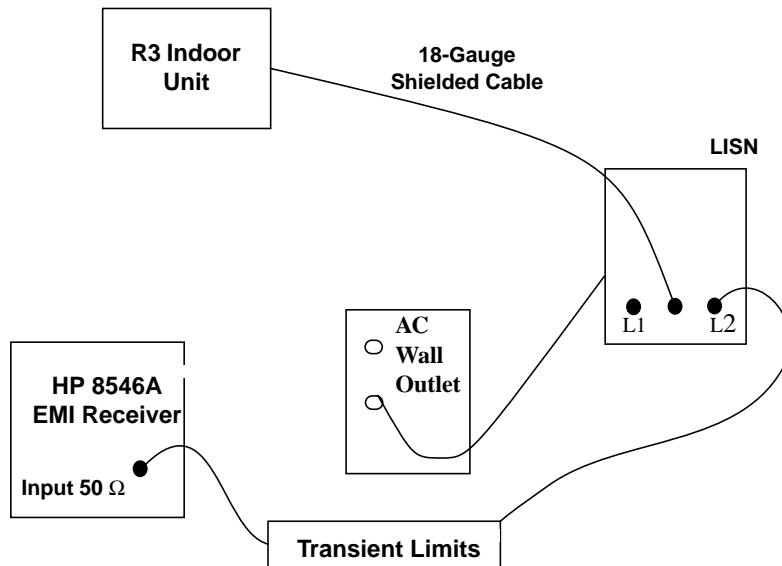 R3 Indoor
Unit
18-Gauge
Shielded Cable
LISN
L1
L2
AC
Wall
Outlet
HP 8546A
EMI Receiver
Input 50 Ω
Transient Limits